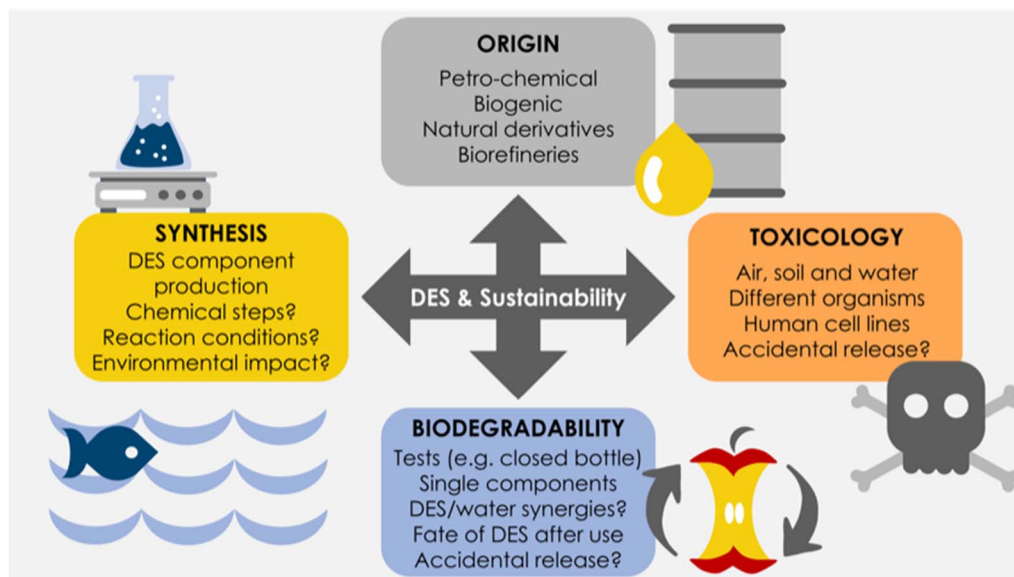 ORIGIN
Petro-chemical
Biogenic
Natural derivatives
Biorefineries
SYNTHESIS
DES component
production
Chemical steps?
Reaction conditions?
Environmental impact?
DES & Sustainability
TOXICOLOGY
Air, soil and water
Different organisms
Human cell lines
Accidental release?
BIODEGRADABILITY
Tests (e.g. closed bottle)
Single components
DES/water synergies?
Fate of DES after use
Accidental release?